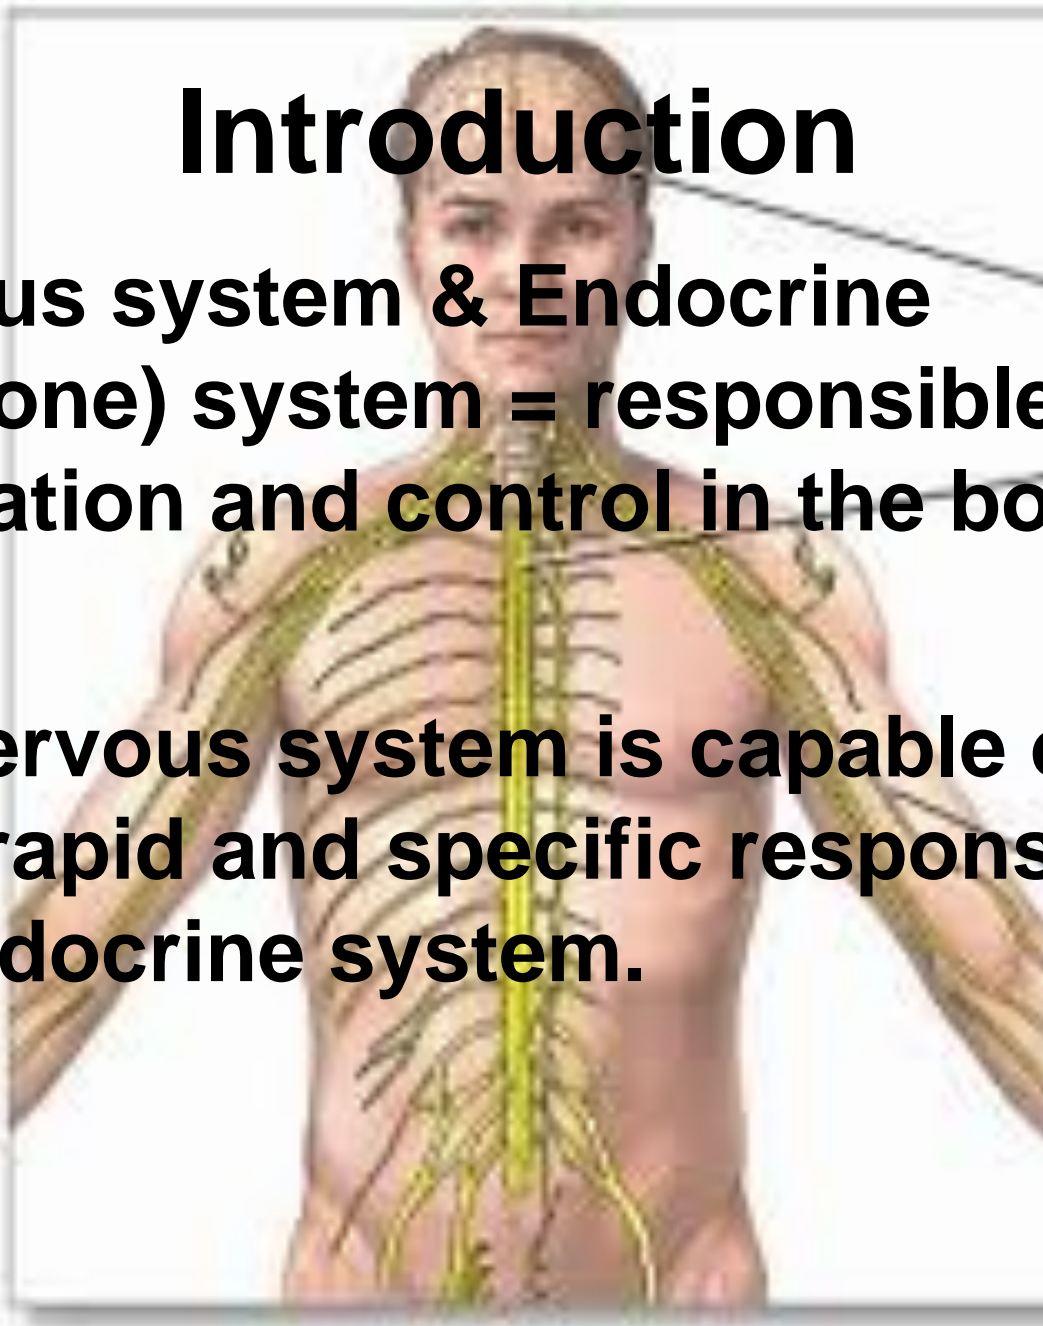 Introduction
us system & Endocrine
one) system = responsible
ation and control in the bo
ervous system is capable
rapid and specific respons
docrine system.